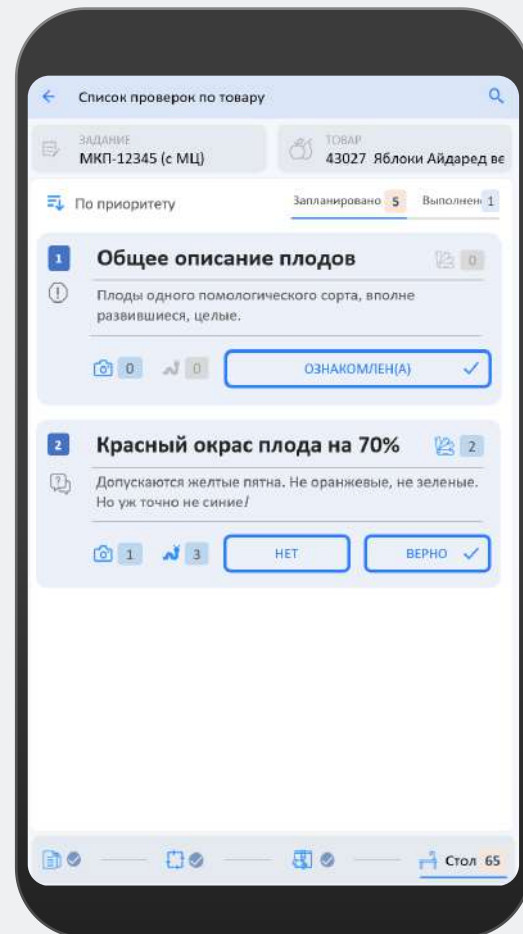 Список проверок по товару
ЗАДАНИЕ
МКП-12345 (с МЦ)
ТОВАР
43027 Яблоки Айдаред ве
По приоритету
Запланировано 5
Выполнен 1
1
Общее описание плодов
0
Плоды одного помологического сорта, вполне
развившиеся, целые.
0
0
ОЗНАКОМЛЕН(А)
2
Красный окрас плода на 70%
2
Допускаются желтые пятна. Не оранжевые, не зеленые.
Но уж точно не синие/
1
3
НЕТ
ВЕРНО
Стол 65